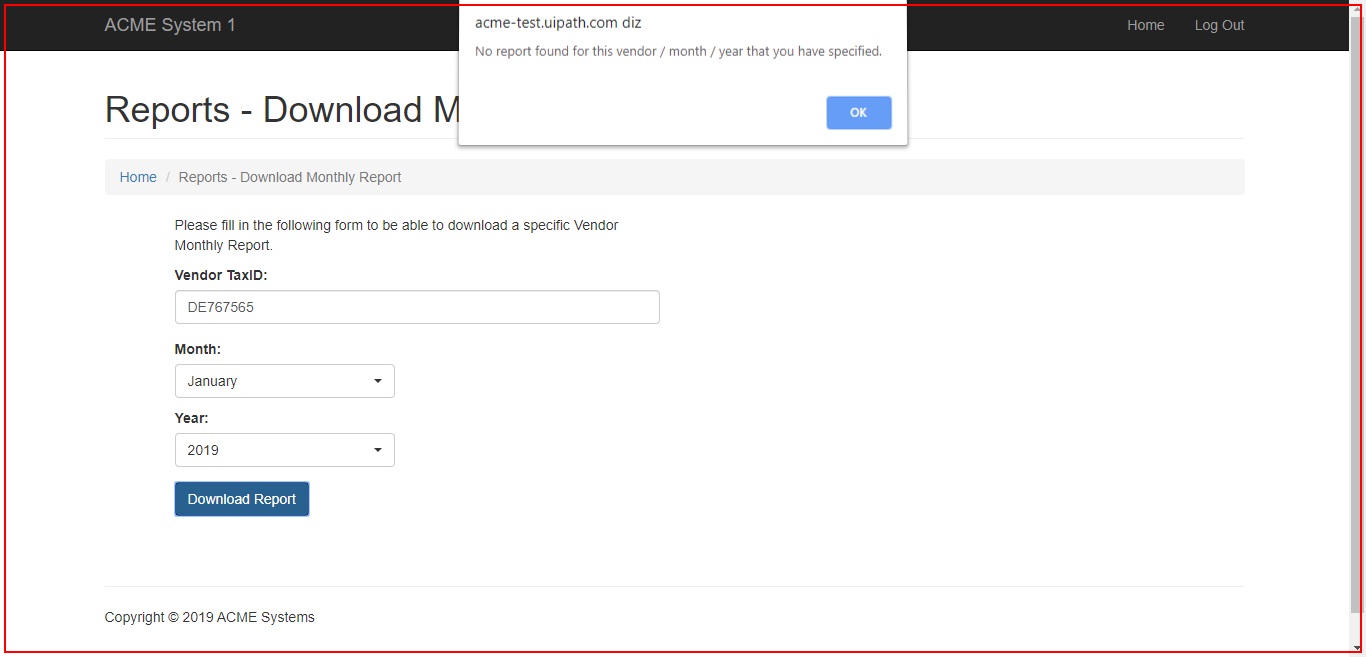 ACME System 1
Home
Log Out
acme-test.uipath.com diz
No report found for this vendor / month / year that you have specified.
OK
Reports - Download M
Home / Reports - Download Monthly Report
Please fill in the following form to be able to download a specific Vendor
Monthly Report.
Vendor TaxID:
DE767565
Month:
January
Year:
2019
Download Report
Copyright © 2019 ACME Systems